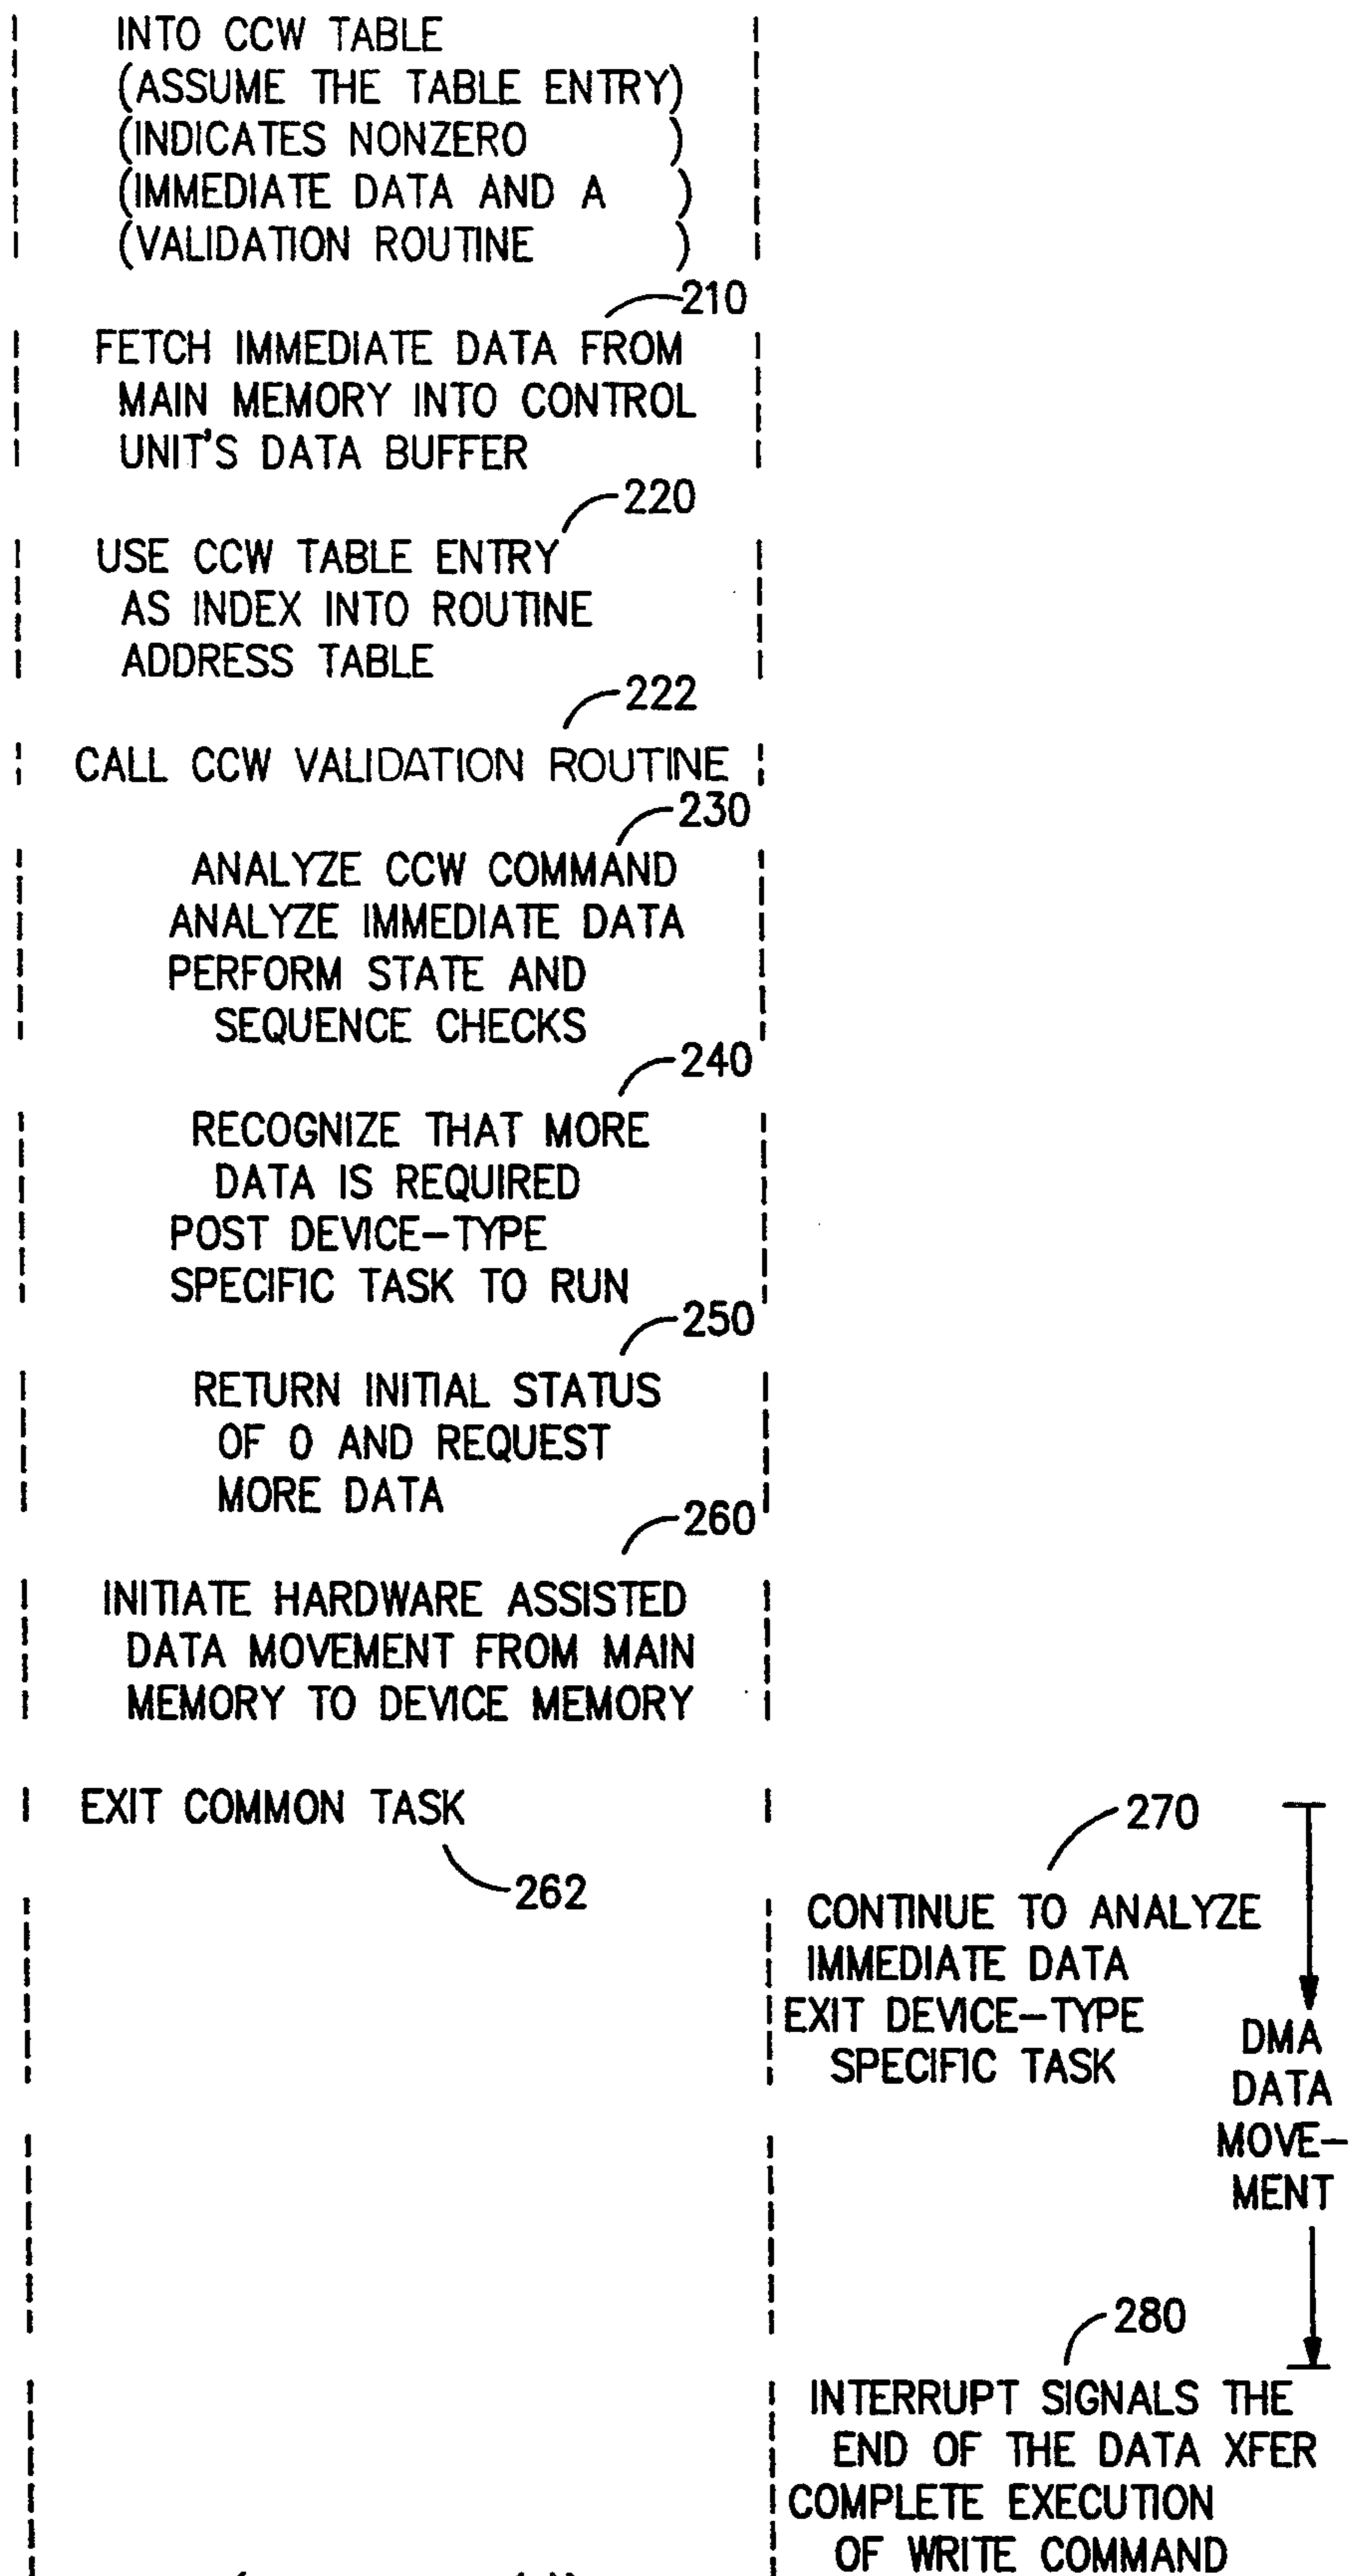 INTO CCW TABLE
(ASSUME THE TABLE ENTRY)
(INDICATES NONZERO )
(IMMEDIATE DATA AND A )
(VALIDATION ROUTINE )
210
FETCH IMMEDIATE DATA FROM
MAIN MEMORY INTO CONTROL
UNIT'S DATA BUFFER
220
USE CCW TABLE ENTRY
AS INDEX INTO ROUTINE
ADDRESS TABLE
222
CALL CCW VALIDATION ROUTINE
230
ANALYZE CCW COMMAND
ANALYZE IMMEDIATE DATA
PERFORM STATE AND
SEQUENCE CHECKS
240
RECOGNIZE THAT MORE
DATA IS REQUIRED
POST DEVICE-TYPE
SPECIFIC TASK TO RUN
250
RETURN INITIAL STATUS
OF 0 AND REQUEST
MORE DATA
260
INITIATE HARDWARE ASSISTED
DATA MOVEMENT FROM MAIN
MEMORY TO DEVICE MEMORY
EXIT COMMON TASK
262
270
CONTINUE TO ANALYZE
IMMEDIATE DATA
EXIT DEVICE-TYPE
SPECIFIC TASK
DMA
DATA
MOVE-
MENT
280
INTERRUPT SIGNALS THE
END OF THE DATA XFER
COMPLETE EXECUTION
OF WRITE COMMAND